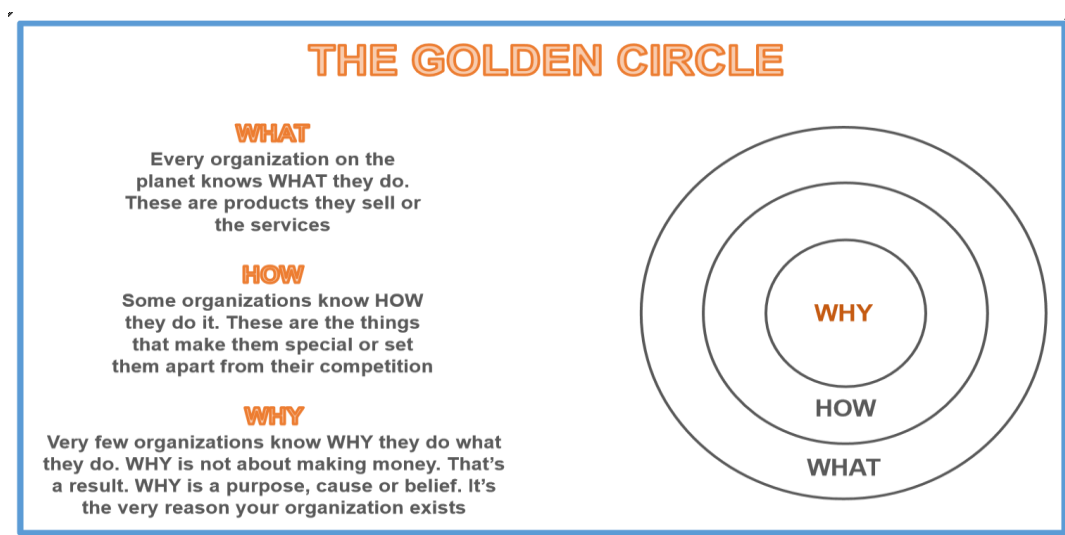 THE GOLDEN CIRCLE
WHAT
Every organization on the
planet knows WHAT they do.
These are products they sell or
the services
HOW
Some organizations know HOW
they do it. These are the things
that make them special or set
them apart from their competition
WHY
Very few organizations know WHY they do what
they do. WHY is not about making money. That’s
a result. WHY is a purpose, cause or belief. It’s
the very reason your organization exists
WHY
HOW
WHAT